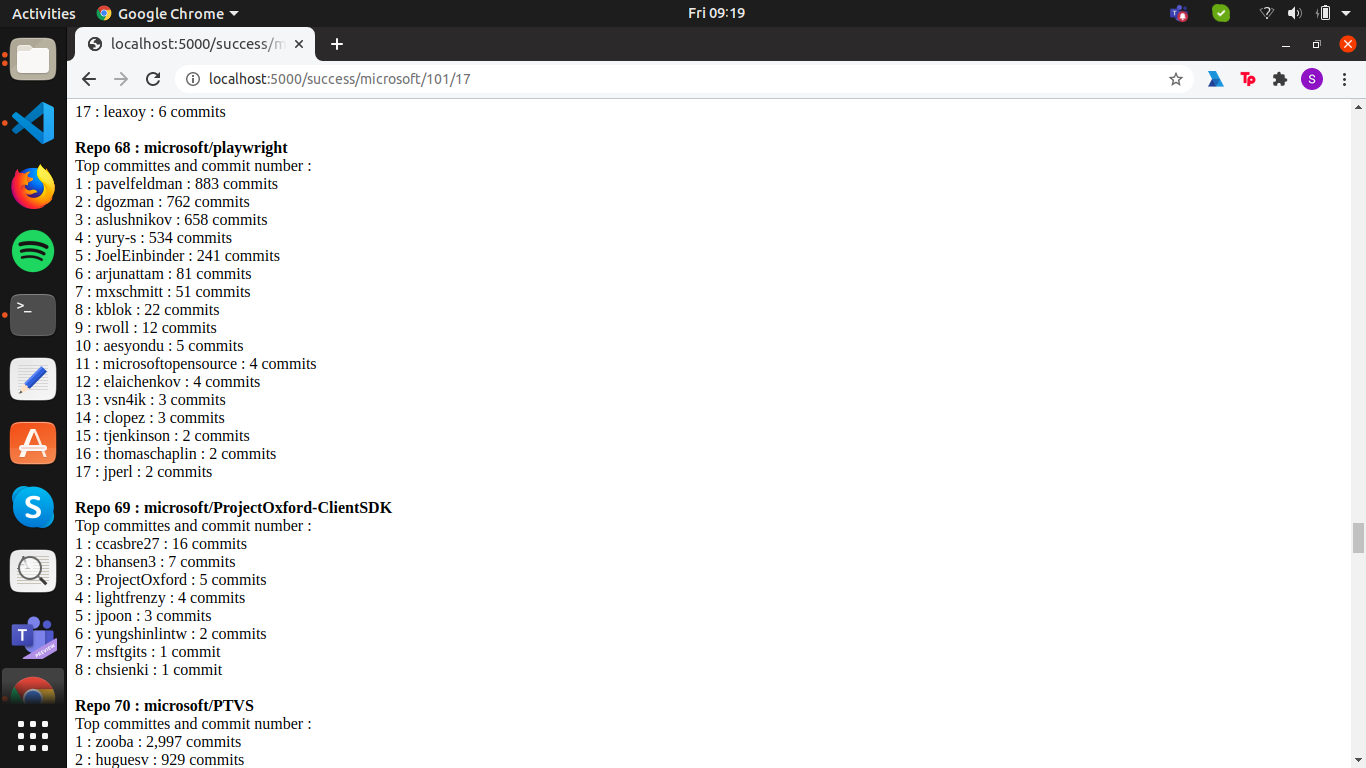 Activities
Google Chrome
Fri 09:19
localhost:5000/success/m
localhost:5000/success/microsoft/101/17
Tp
S
17 : leaxoy : 6 commits
Repo 68 : microsoft/playwright
Top committes and commit number :
1 : pavelfeldman : 883 commits
2 : dgozman : 762 commits
3 : aslushnikov : 658 commits
4 : yury-s : 534 commits
5 : JoelEinbinder : 241 commits
6 : arjunattam : 81 commits
7 : mxschmitt : 51 commits
8 : kblok : 22 commits
9 : rwoll : 12 commits
10 : aesyondu : 5 commits
11 : microsoftopensource : 4 commits
12 : elaichenkov : 4 commits
13 : vsn4ik : 3 commits
14 : clopez : 3 commits
15 : tjenkinson : 2 commits
16 : thomaschaplin : 2 commits
17 : jperl : 2 commits
Repo 69 : microsoft/ProjectOxford-ClientSDK
Top committes and commit number :
1 : ccasbre27 : 16 commits
2 : bhansen3 : 7 commits
3 : ProjectOxford : 5 commits
4 : lightfrenzy : 4 commits
5 : jpoon : 3 commits
6 : yungshinlintw : 2 commits
7 : msftgits : 1 commit
8 : chsienki : 1 commit
Repo 70 : microsoft/PTVS
Top committes and commit number :
1 : zooba : 2,997 commits
2 : huguesv : 929 commits
>_
A
S
T
PREVIEW